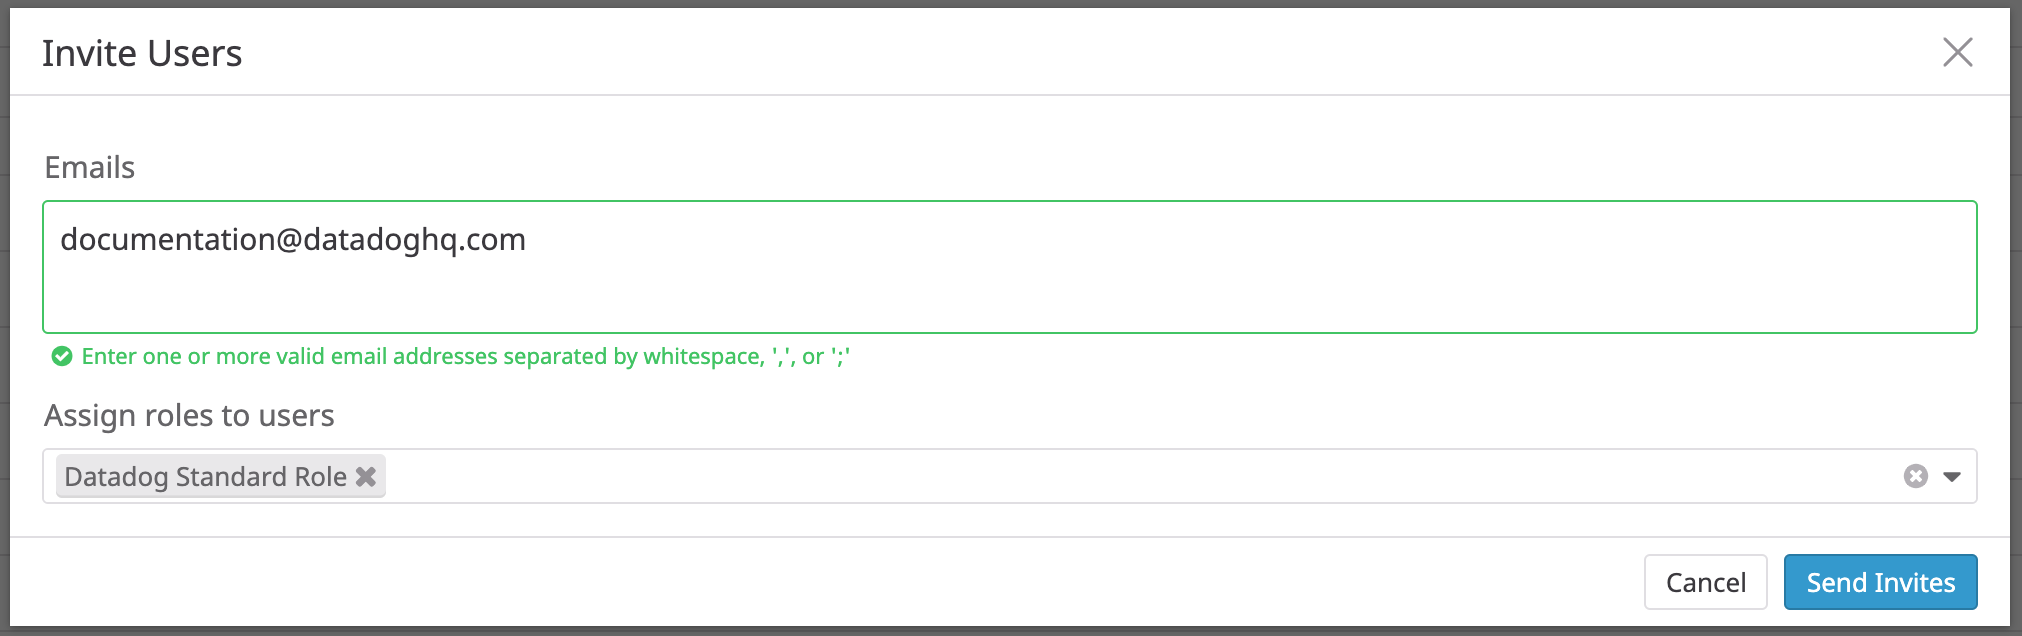 Invite Users
Emails
documentation@datadoghq.com
Enter one or more valid email addresses separated by whitespace, ',', or ';'
Assign roles to users
Datadog Standard Role
Cancel
Send Invites